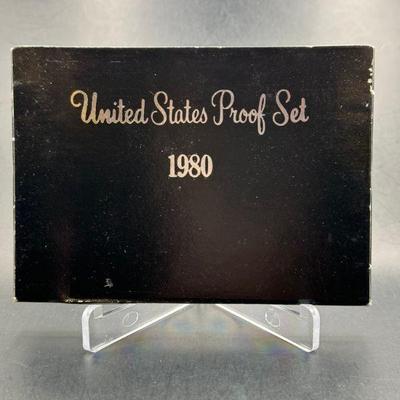 United States Proof Set
1980